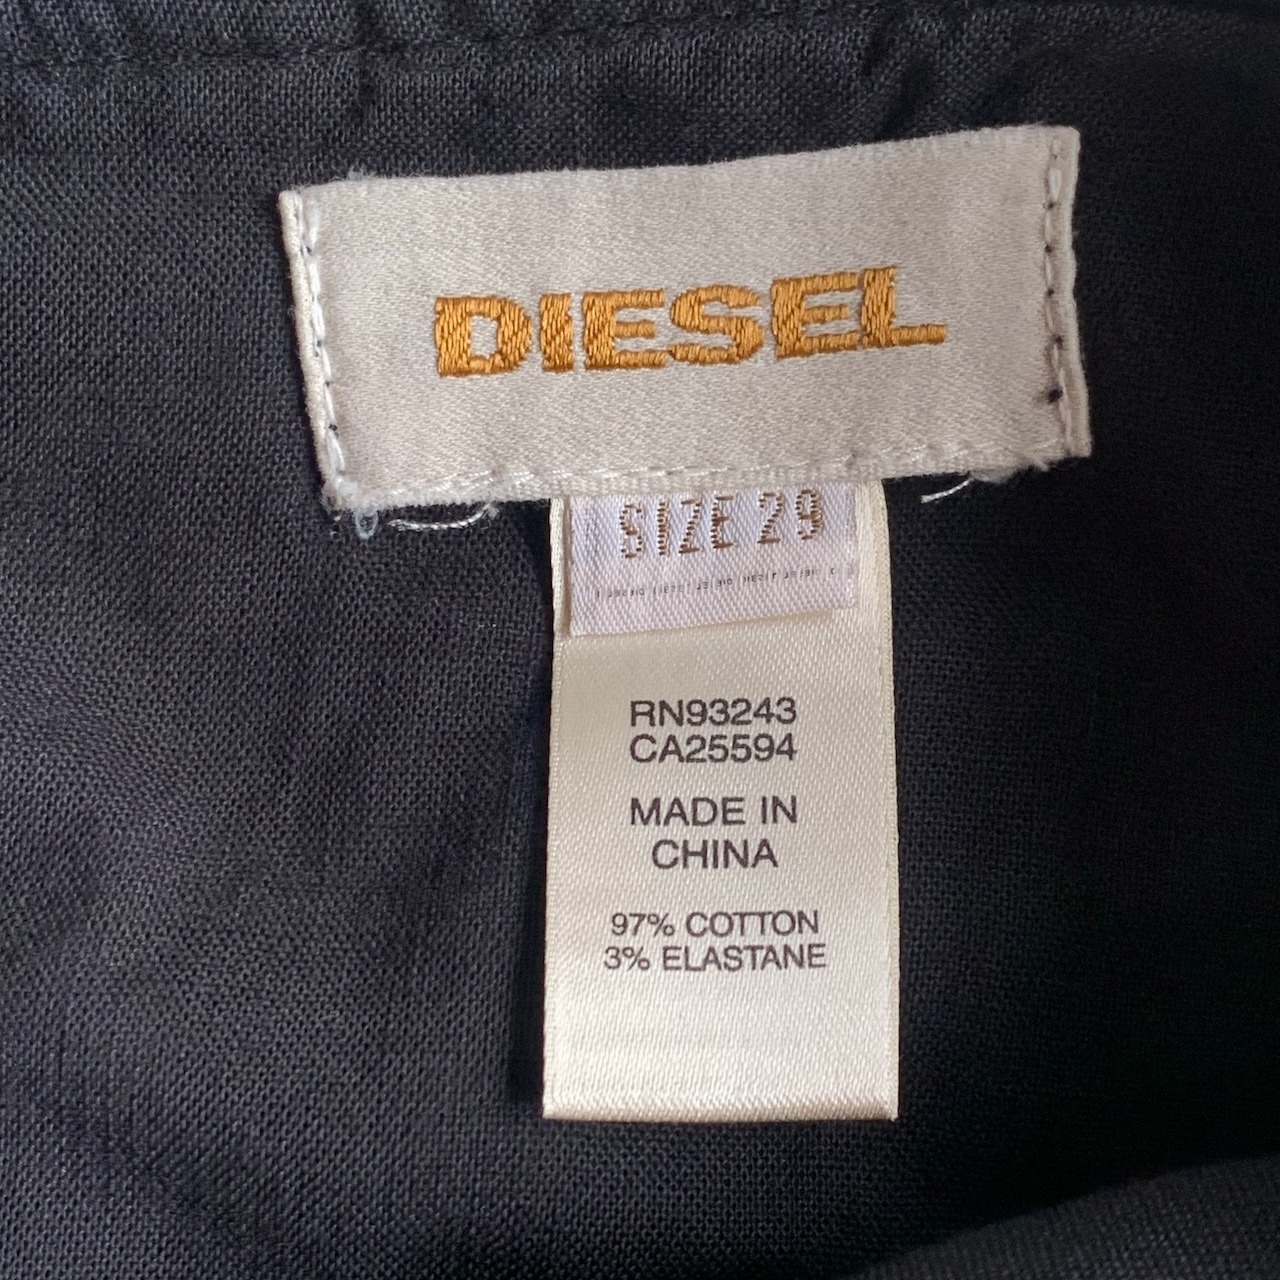 DIESEL
SIZE 29
RN93243
CA25594
MADE IN
CHINA
97% COTTON
3% ELASTANE